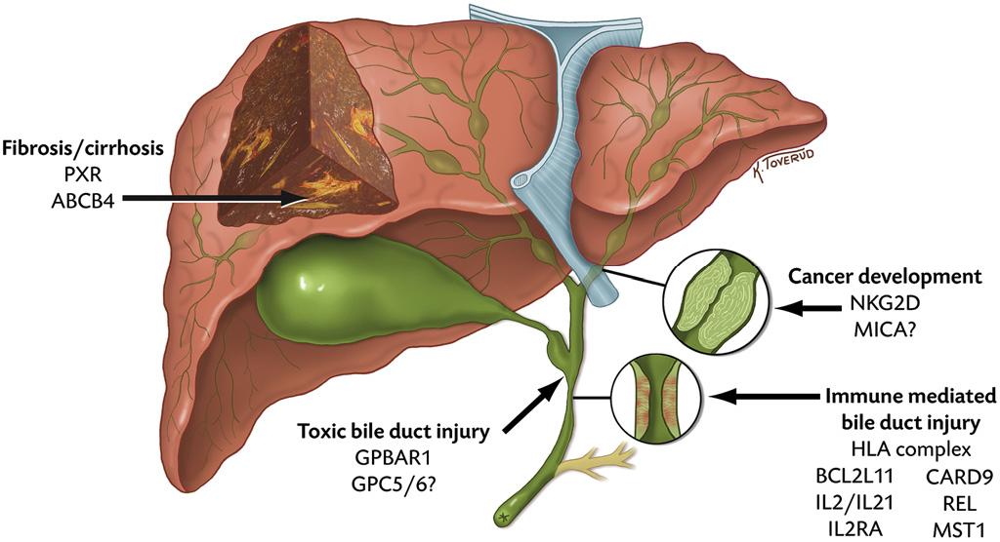 Fibrosis/cirrhosis
PXR
ABCB4
K. TOVERUD
Cancer development
NKG2D
MICA?
Toxic bile duct injury
GPBAR1
GPC5/6?
Immune mediated
bile duct injury
HLA complex
BCL2L11 CARD9
IL2/IL21 REL
IL2RA MST1